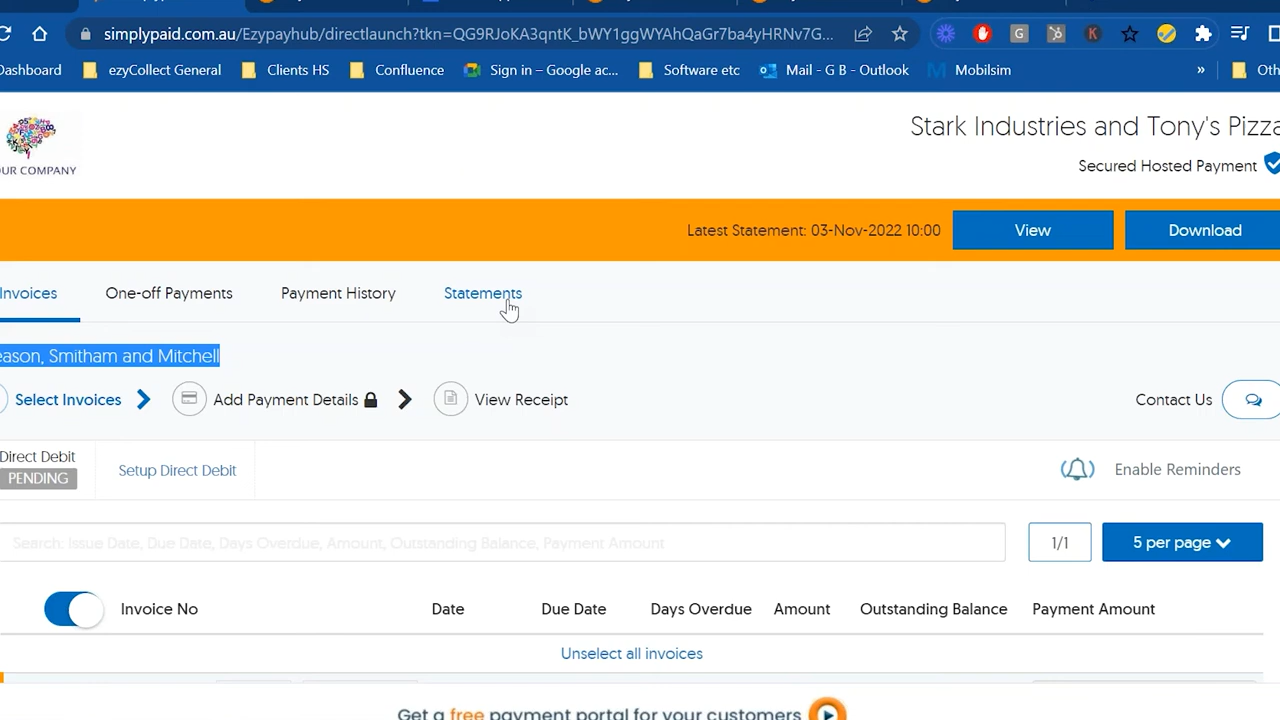 simplypaid.com.au/Ezypayhub/directlaunch?tkn=QG9RJoKA3qntK_bWY1ggWYAhQaGr7ba4yHRNv7G...
Dashboard ezyCollect General Clients HS Confluence Sign in – Google ac... Software etc Mail - G B - Outlook Mobilsim » Oth
OUR COMPANY
Stark Industries and Tony's Pizza
Secured Hosted Payment
Latest Statement: 03-Nov-2022 10:00 View Download
Invoices One-off Payments Payment History Statements
eason, Smitham and Mitchell
Select Invoices Add Payment Details View Receipt Contact Us
Direct Debit
PENDING
Setup Direct Debit
Enable Reminders
Search: Issue Date, Due Date, Days Overdue, Amount, Outstanding Balance, Payment Amount
1/1 5 per page
Invoice No Date Due Date Days Overdue Amount Outstanding Balance Payment Amount
Unselect all invoices
Get a free payment portal for your customers